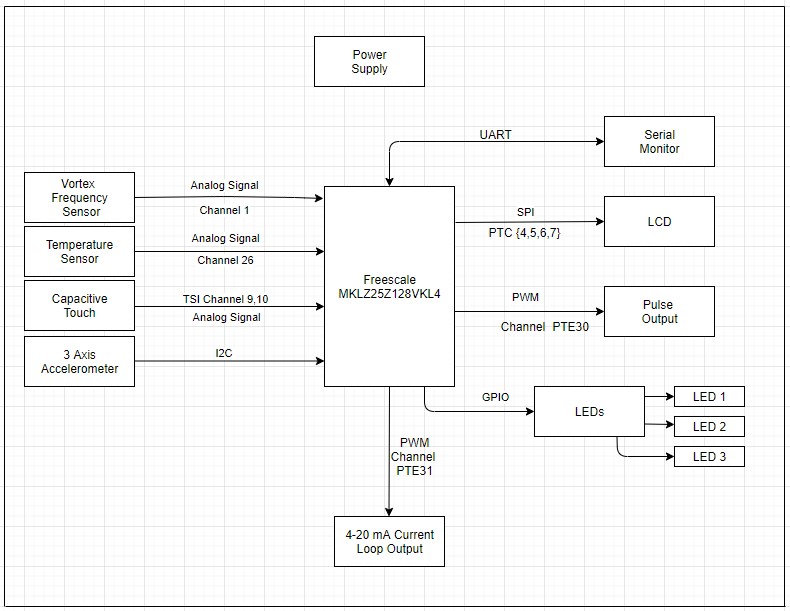 Power
Supply
UART
Serial
Monitor
Vortex
Frequency
Sensor
Analog Signal
Channel 1
SPI
PTC {4,5,6,7}
LCD
Temperature
Sensor
Analog Signal
Channel 26
Freescale
MKLZ25Z128VKL4
Capacitive
Touch
TSI Channel 9,10
Analog Signal
PWM
Channel PTE30
Pulse
Output
3 Axis
Accelerometer
I2C
GPIO
LEDs
LED 1
LED 2
LED 3
PWM
Channel
PTE31
4-20 mA Current
Loop Output